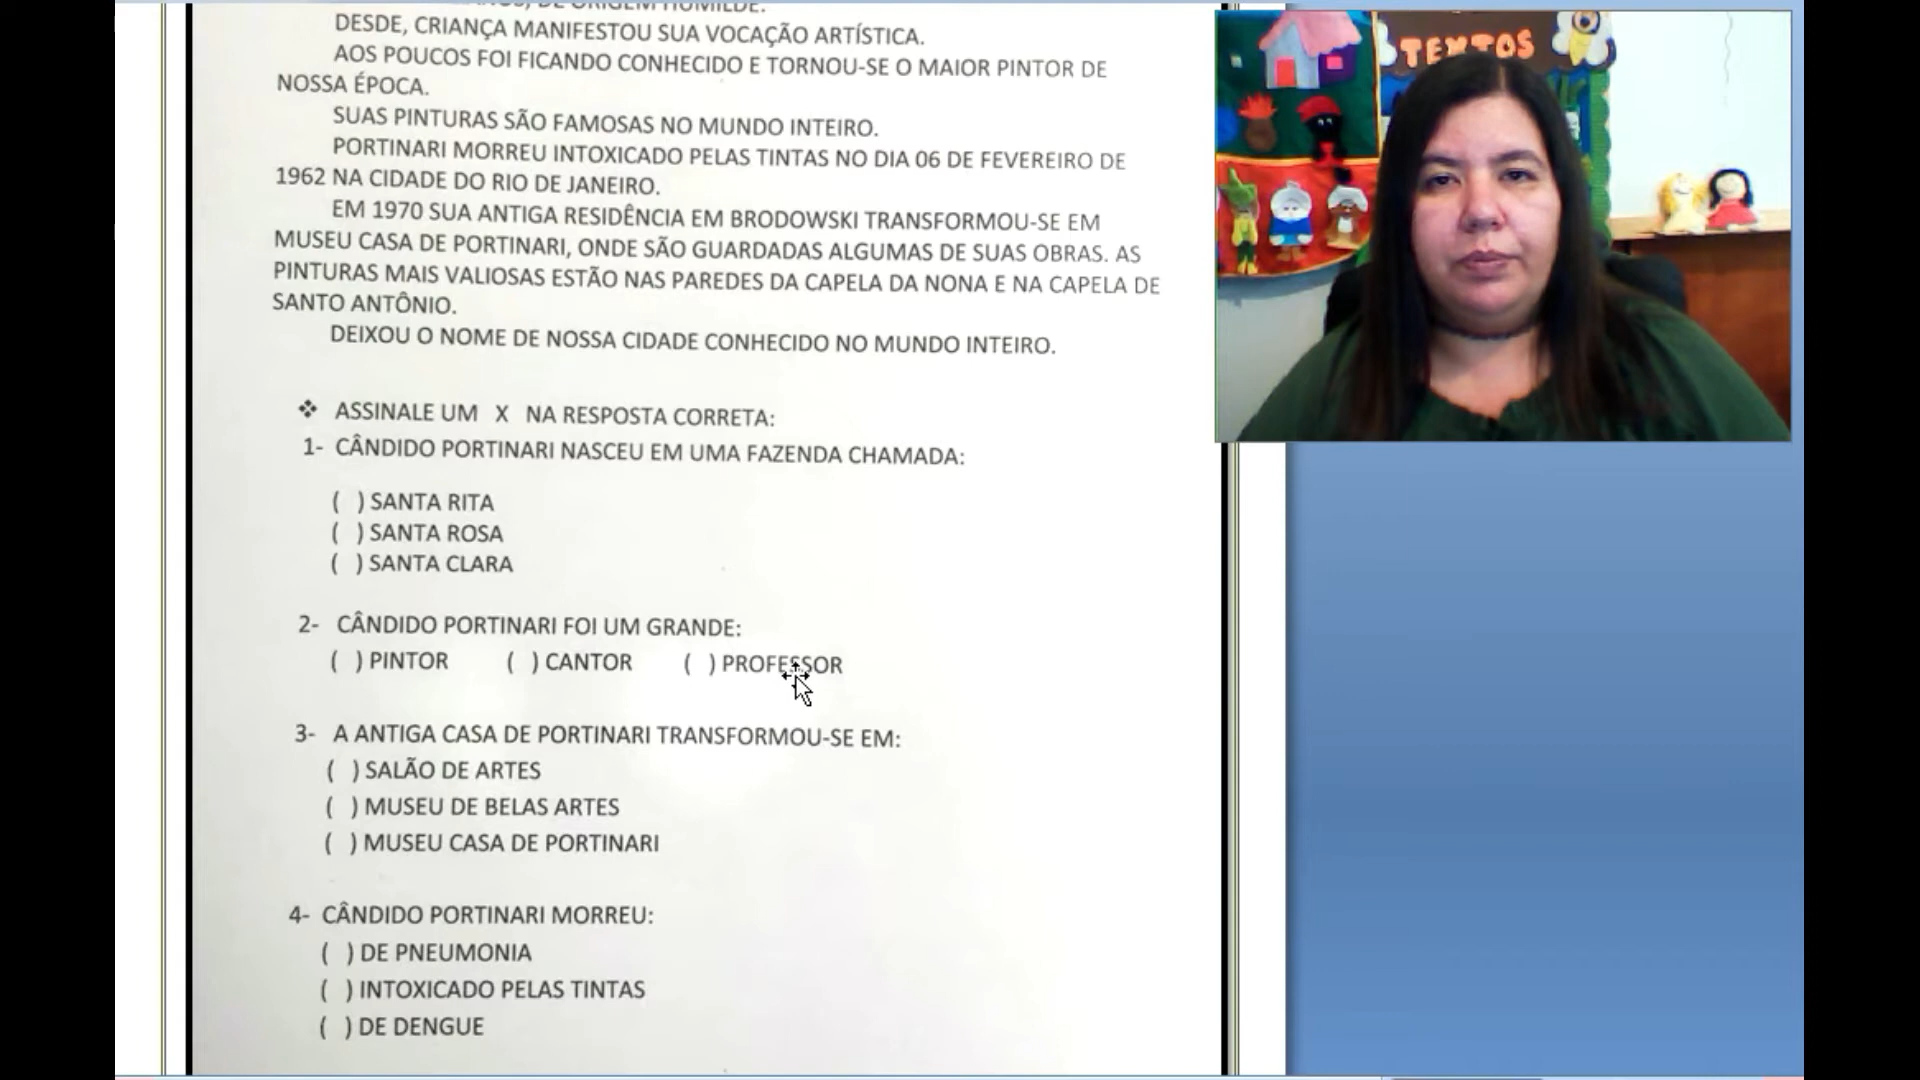 DE ORIGEM HUMILDE.
DESDE, CRIANÇA MANIFESTOU SUA VOCAÇÃO ARTÍSTICA.
AOS POUCOS FOI FICANDO CONHECIDO E TORNOU-SE O MAIOR PINTOR DE
NOSSA ÉPOCA.
SUAS PINTURAS SÃO FAMOSAS NO MUNDO INTEIRO.
PORTINARI MORREU INTOXICADO PELAS TINTAS NO DIA 06 DE FEVEREIRO DE
1962 NA CIDADE DO RIO DE JANEIRO.
EM 1970 SUA ANTIGA RESIDÊNCIA EM BRODOWSKI TRANSFORMOU-SE EM
MUSEU CASA DE PORTINARI, ONDE SÃO GUARDADAS ALGUMAS DE SUAS OBRAS. AS
PINTURAS MAIS VALIOSAS ESTÃO NAS PAREDES DA CAPELA DA NONA E NA CAPELA DE
SANTO ANTÔNIO.
DEIXOU O NOME DE NOSSA CIDADE CONHECIDO NO MUNDO INTEIRO.
❖ ASSINALE UM X NA RESPOSTA CORRETA:
1- CÂNDIDO PORTINARI NASCEU EM UMA FAZENDA CHAMADA:
( ) SANTA RITA
( ) SANTA ROSA
( ) SANTA CLARA
2- CÂNDIDO PORTINARI FOI UM GRANDE:
( ) PINTOR ( ) CANTOR ( ) PROFESSOR
3- A ANTIGA CASA DE PORTINARI TRANSFORMOU-SE EM:
( ) SALÃO DE ARTES
( ) MUSEU DE BELAS ARTES
( ) MUSEU CASA DE PORTINARI
4- CÂNDIDO PORTINARI MORREU:
( ) DE PNEUMONIA
( ) INTOXICADO PELAS TINTAS
( ) DE DENGUE
TEXTOS